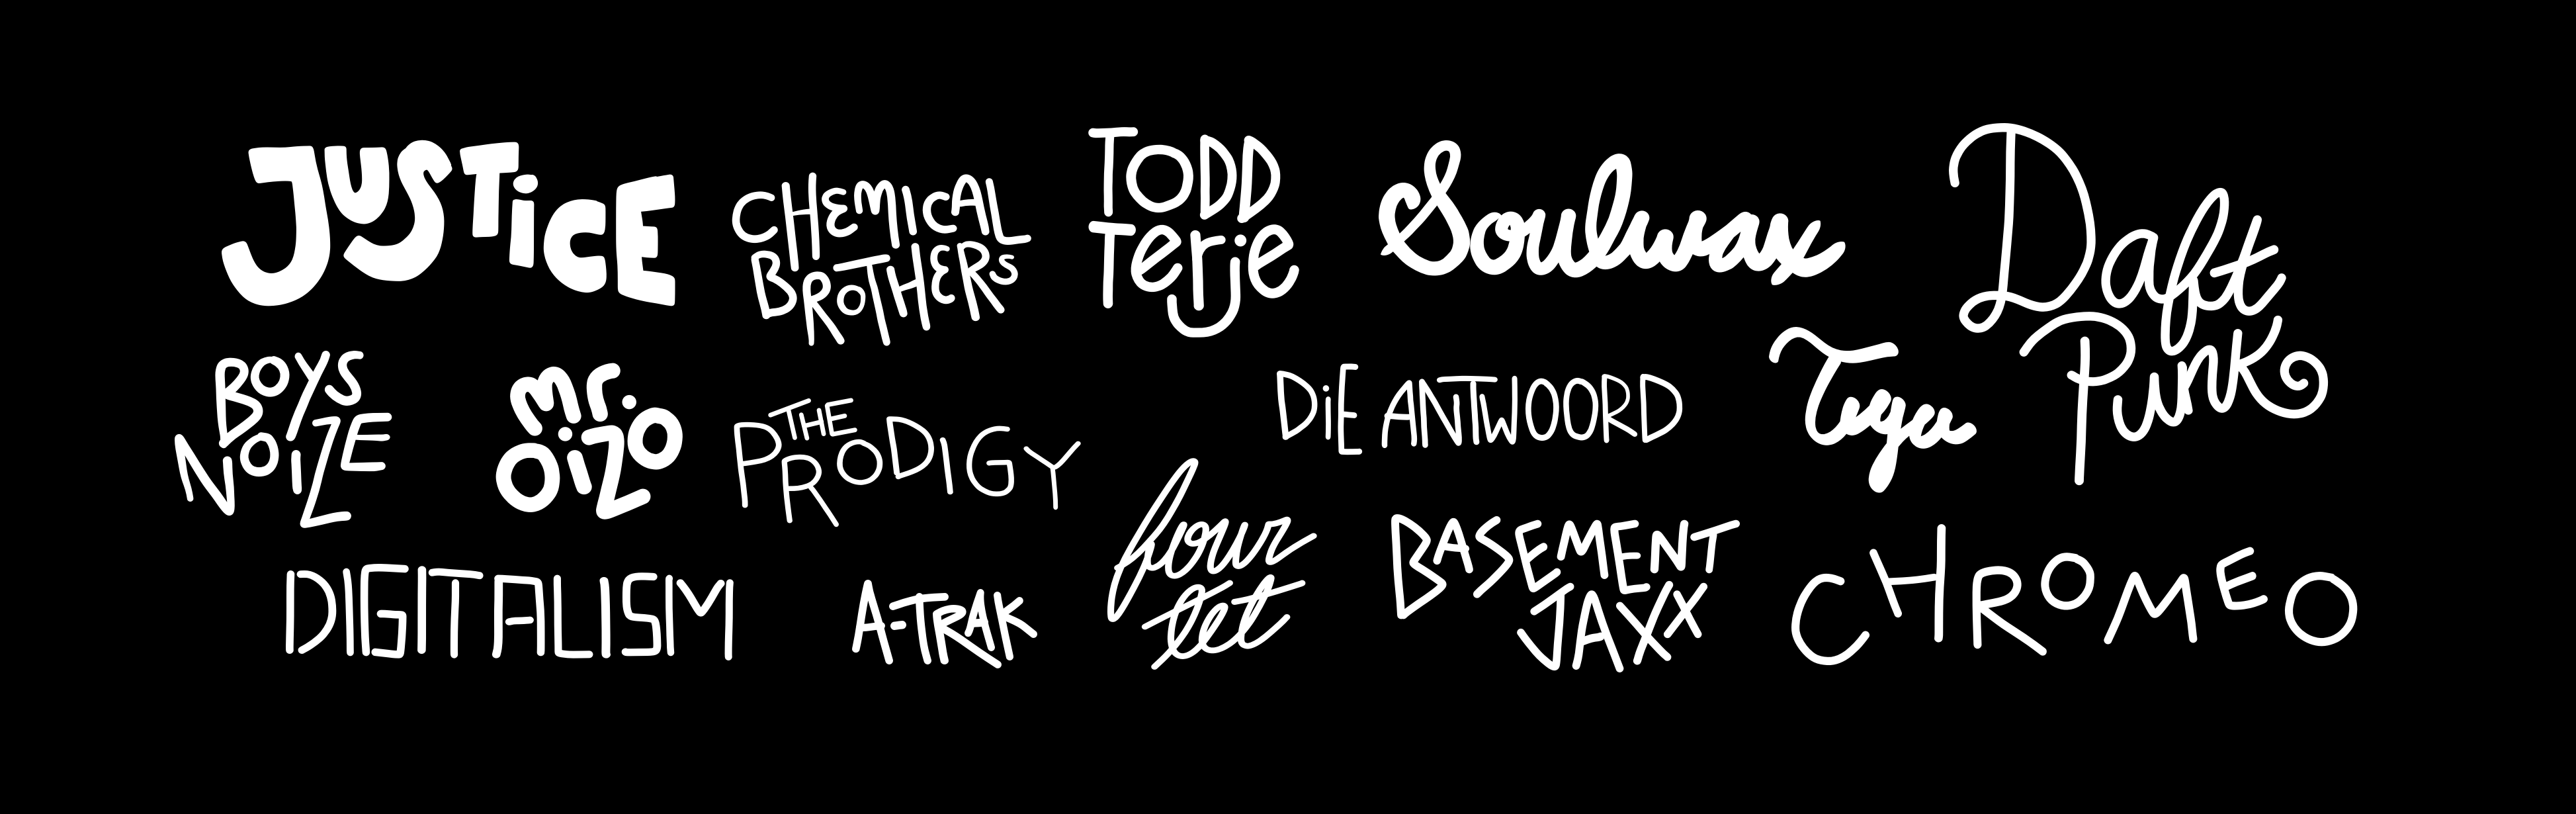 JUSTiCE
CHEMICAL
BROTHERS
TODD
Terje
Soulwax
Daft
Punk
BOYS
NOIZE
Mr.
OiZO
THE
PRODIGY
DiE ANTWOORD
Tiga
DIGITALISM
A-TRAK
four
tet
BASEMENT
JAXX
CHROMEO